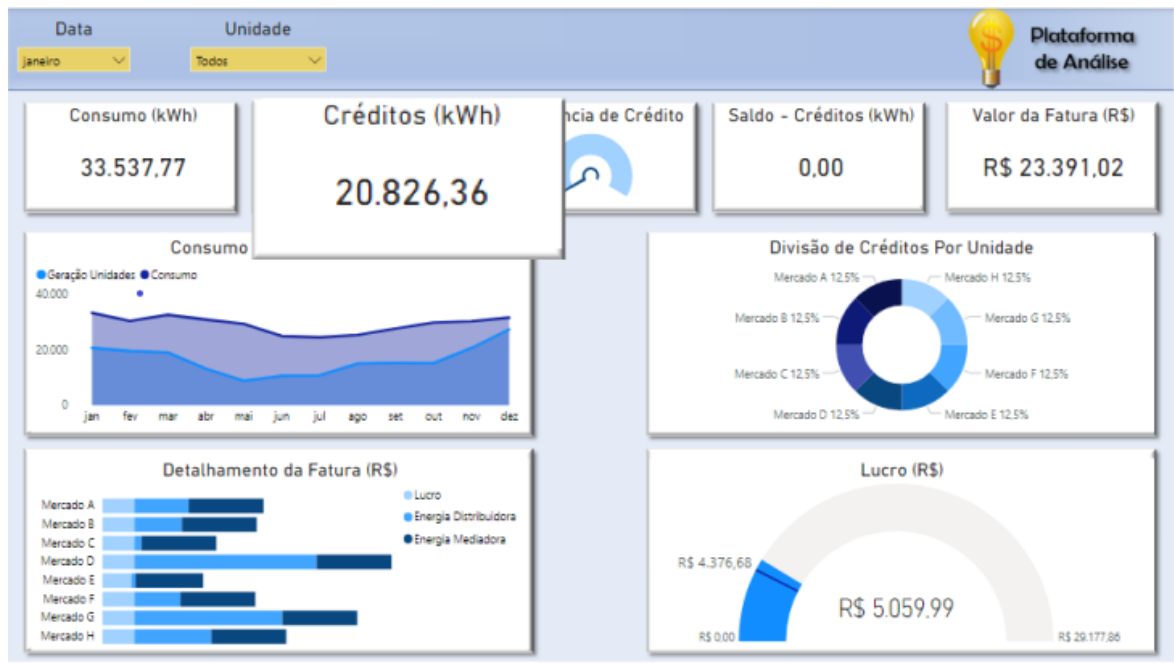 Data
Unidade
janeiro
Todos
Plataforma
de Análise
Consumo (kWh)
33.537,77
Créditos (kWh)
20.826,36
ncia de Crédito
Saldo - Créditos (kWh)
0,00
Valor da Fatura (R$)
R$ 23.391,02
Consumo
Geração Unidades Consumo
40.000
20.000
0
jan fev mar abr mai jun jul ago set out nov dez
Divisão de Créditos Por Unidade
Mercado A 12,5%
Mercado H 12,5%
Mercado B 12,5%
Mercado G 12,5%
Mercado C 12,5%
Mercado F 12,5%
Mercado D 12,5%
Mercado E 12,5%
Detalhamento da Fatura (R$)
Lucro
Energia Distribuidora
Energia Mediadora
Mercado A
Mercado B
Mercado C
Mercado D
Mercado E
Mercado F
Mercado G
Mercado H
Lucro (R$)
R$ 4.376,68
R$ 5.059,99
R$ 0,00
R$ 29.177,86